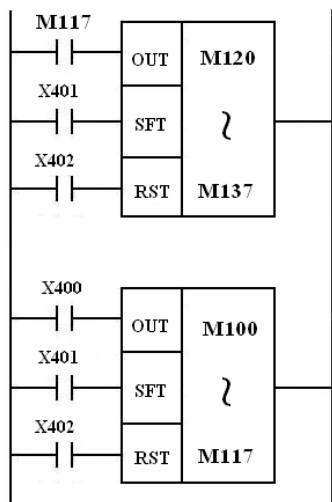 M117
OUT M120
X401
SFT
X402
RST M137
X400
OUT M100
X401
SFT
X402
RST M117